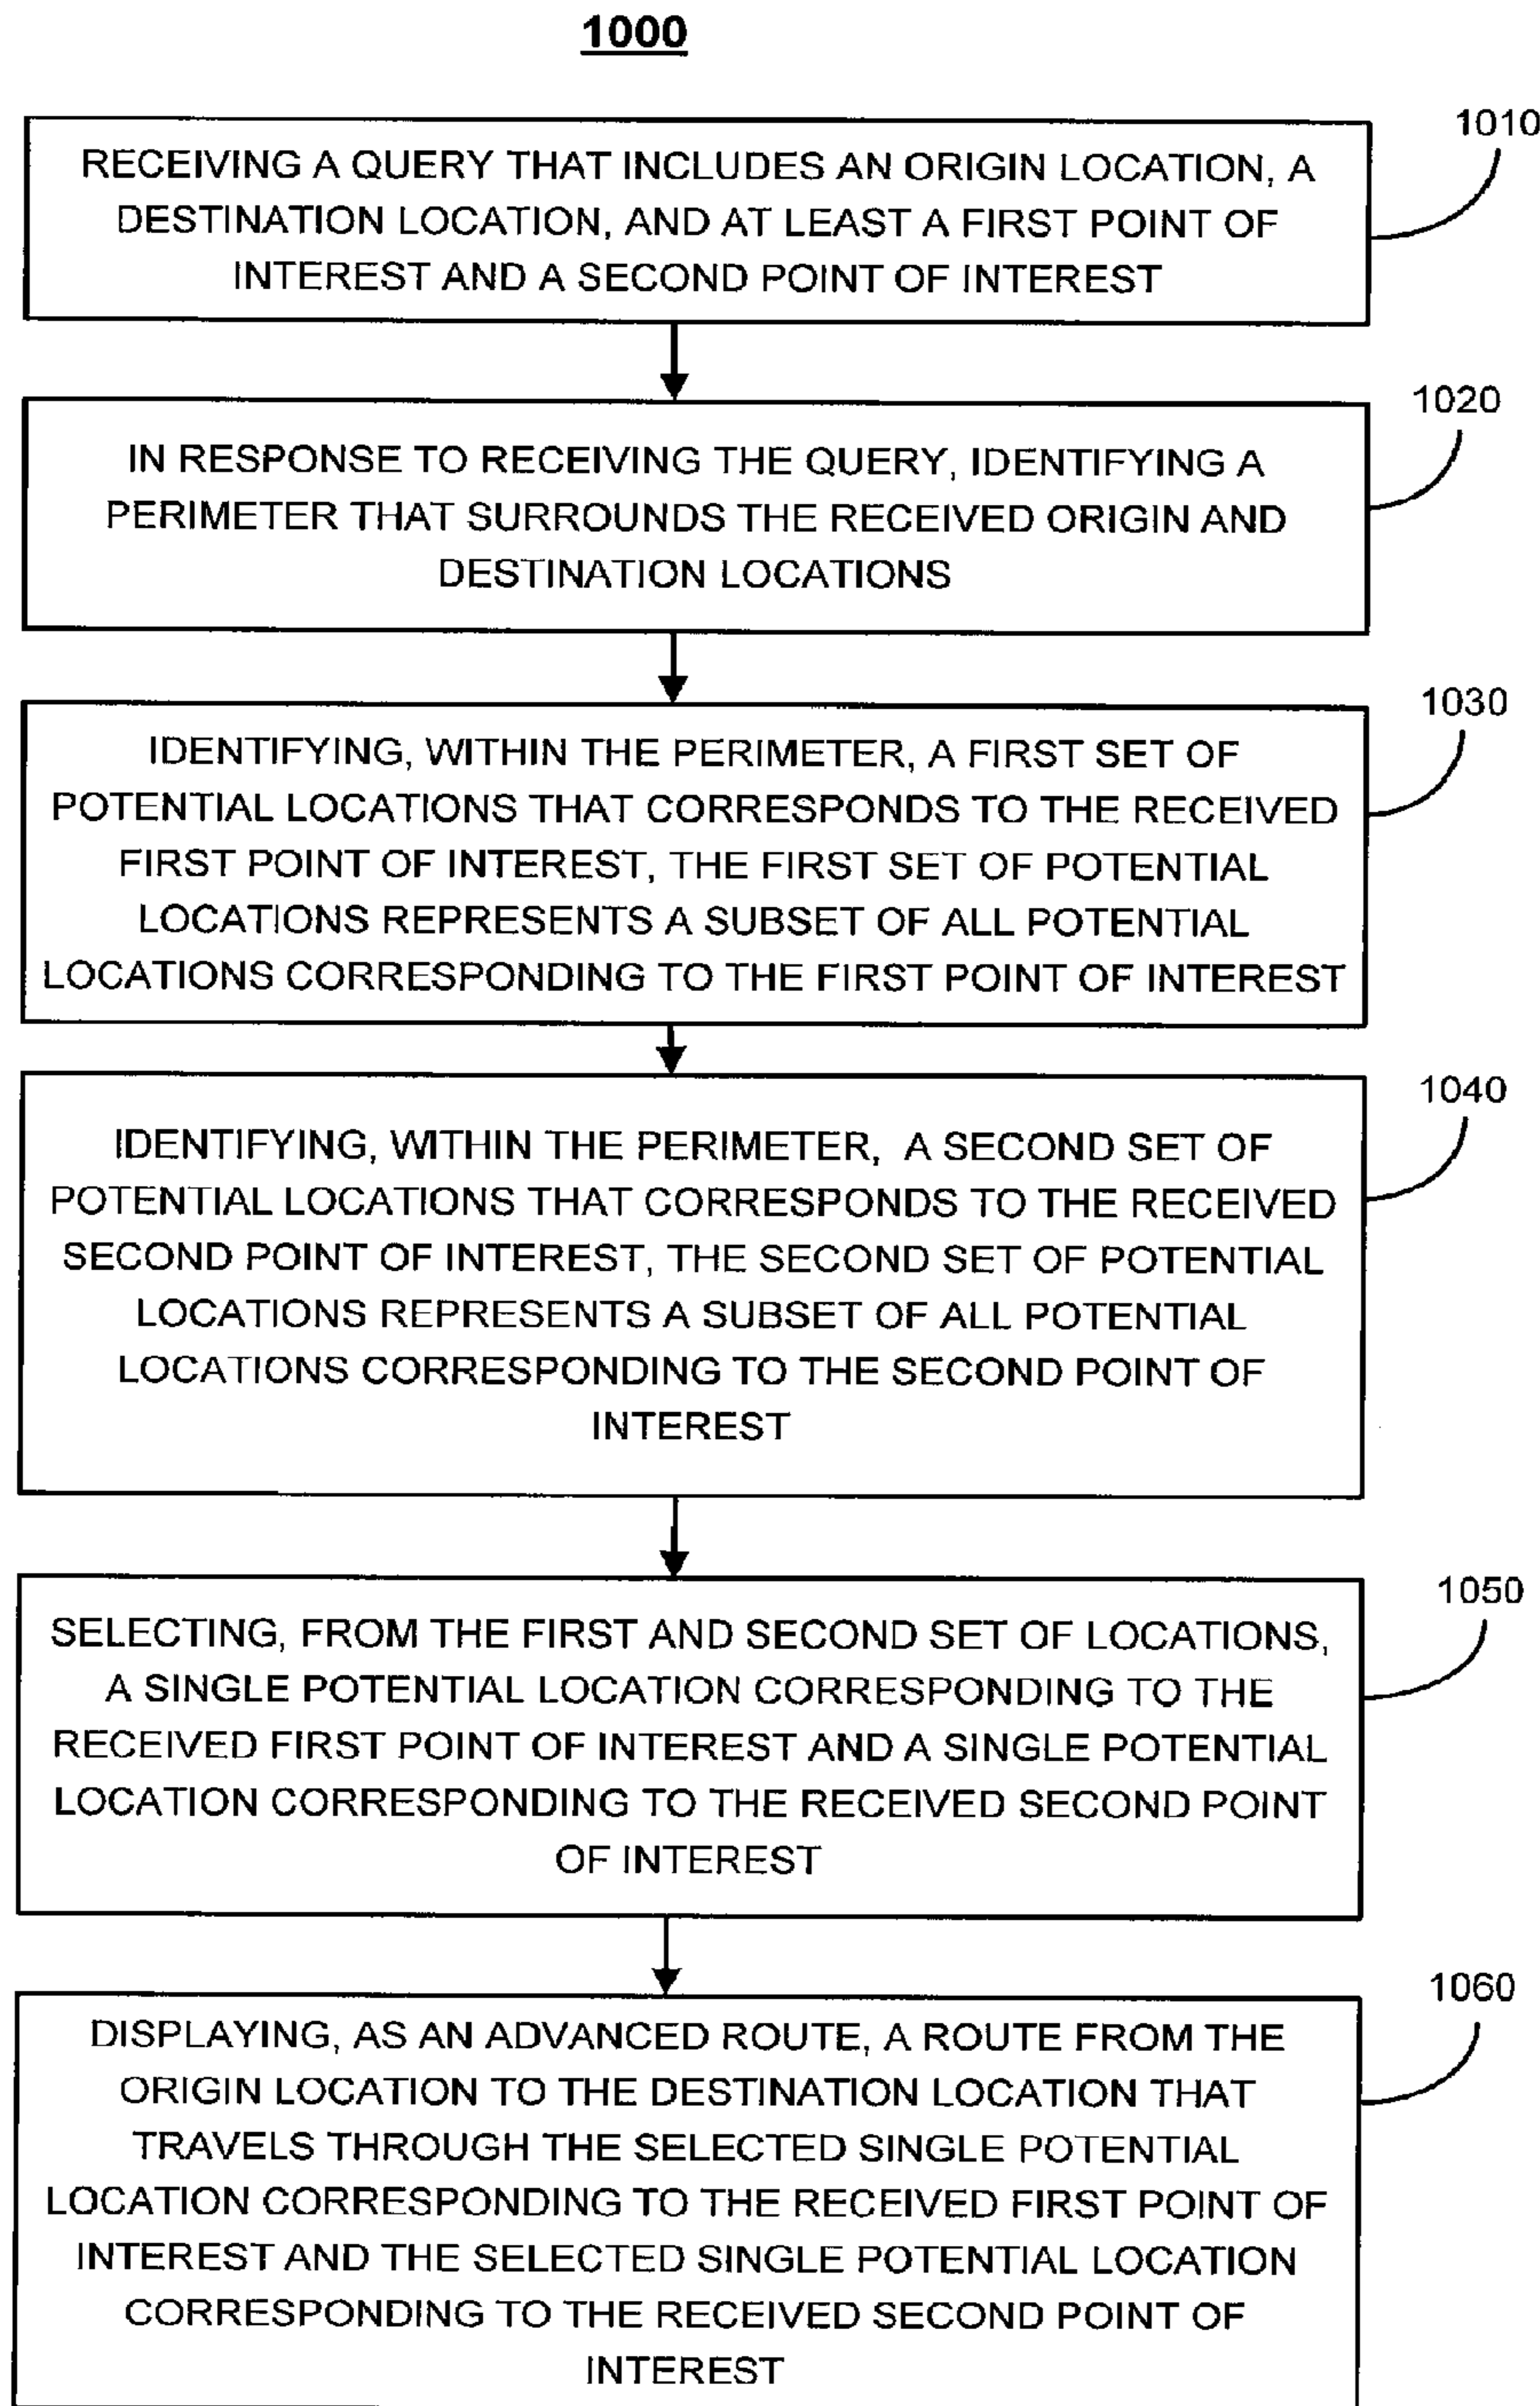 1000
1010
RECEIVING A QUERY THAT INCLUDES AN ORIGIN LOCATION, A
DESTINATION LOCATION, AND AT LEAST A FIRST POINT OF
INTEREST AND A SECOND POINT OF INTEREST
1020
IN RESPONSE TO RECEIVING THE QUERY, IDENTIFYING A
PERIMETER THAT SURROUNDS THE RECEIVED ORIGIN AND
DESTINATION LOCATIONS
1030
IDENTIFYING, WITHIN THE PERIMETER, A FIRST SET OF
POTENTIAL LOCATIONS THAT CORRESPONDS TO THE RECEIVED
FIRST POINT OF INTEREST, THE FIRST SET OF POTENTIAL
LOCATIONS REPRESENTS A SUBSET OF ALL POTENTIAL
LOCATIONS CORRESPONDING TO THE FIRST POINT OF INTEREST
1040
IDENTIFYING, WITHIN THE PERIMETER, A SECOND SET OF
POTENTIAL LOCATIONS THAT CORRESPONDS TO THE RECEIVED
SECOND POINT OF INTEREST, THE SECOND SET OF POTENTIAL
LOCATIONS REPRESENTS A SUBSET OF ALL POTENTIAL
LOCATIONS CORRESPONDING TO THE SECOND POINT OF
INTEREST
1050
SELECTING, FROM THE FIRST AND SECOND SET OF LOCATIONS,
A SINGLE POTENTIAL LOCATION CORRESPONDING TO THE
RECEIVED FIRST POINT OF INTEREST AND A SINGLE POTENTIAL
LOCATION CORRESPONDING TO THE RECEIVED SECOND POINT
OF INTEREST
1060
DISPLAYING, AS AN ADVANCED ROUTE, A ROUTE FROM THE
ORIGIN LOCATION TO THE DESTINATION LOCATION THAT
TRAVELS THROUGH THE SELECTED SINGLE POTENTIAL
LOCATION CORRESPONDING TO THE RECEIVED FIRST POINT OF
INTEREST AND THE SELECTED SINGLE POTENTIAL LOCATION
CORRESPONDING TO THE RECEIVED SECOND POINT OF
INTEREST